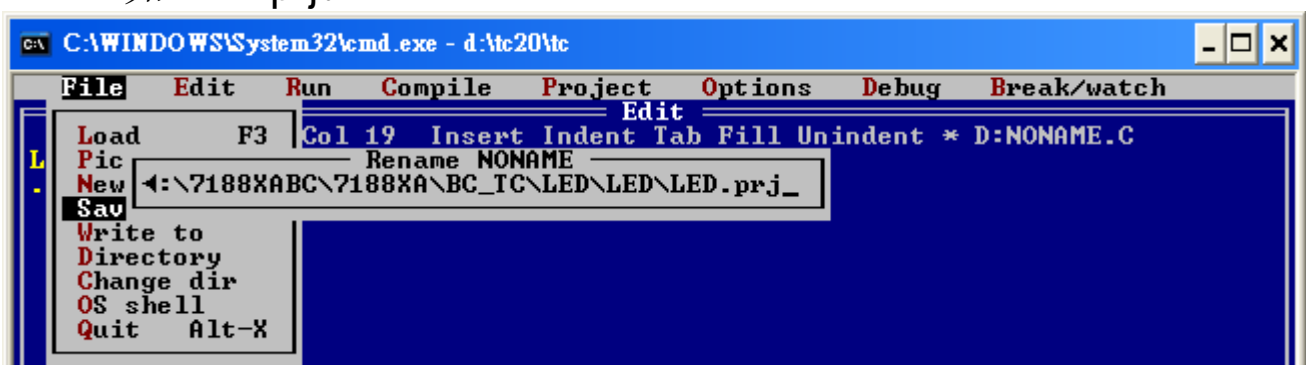 C:\WINDOWS\System32\cmd.exe - d:\tc20\tc
File Edit Run Compile Project Options Debug Break/watch
Edit
Load F3 Col 19 Insert Indent Tab Fill Unindent * D:NONAME.C
L Pic Rename NONAME
. New ◄:\7188XABC\7188XA\BC_TC\LED\LED\LED.prj_
Sav
Write to
Directory
Change dir
OS shell
Quit Alt-X